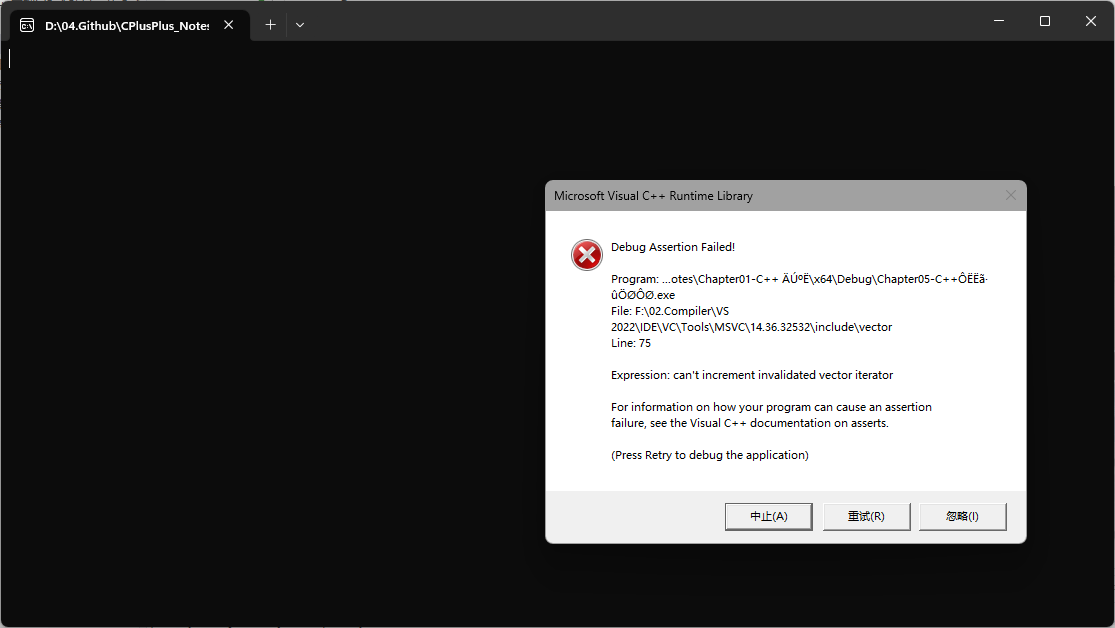 D:\04.Github\CPlusPlus_Notes
Microsoft Visual C++ Runtime Library
Debug Assertion Failed!
Program: ...otes\Chapter01-C++ ÄÚºË\x64\Debug\Chapter05-C++ÔËËã·
ûÖØÔØ.exe
File: F:\02.Compiler\VS
2022\IDE\VC\Tools\MSVC\14.36.32532\include\vector
Line: 75
Expression: can't increment invalidated vector iterator
For information on how your program can cause an assertion
failure, see the Visual C++ documentation on asserts.
(Press Retry to debug the application)
中止(A)
重试(R)
忽略(I)